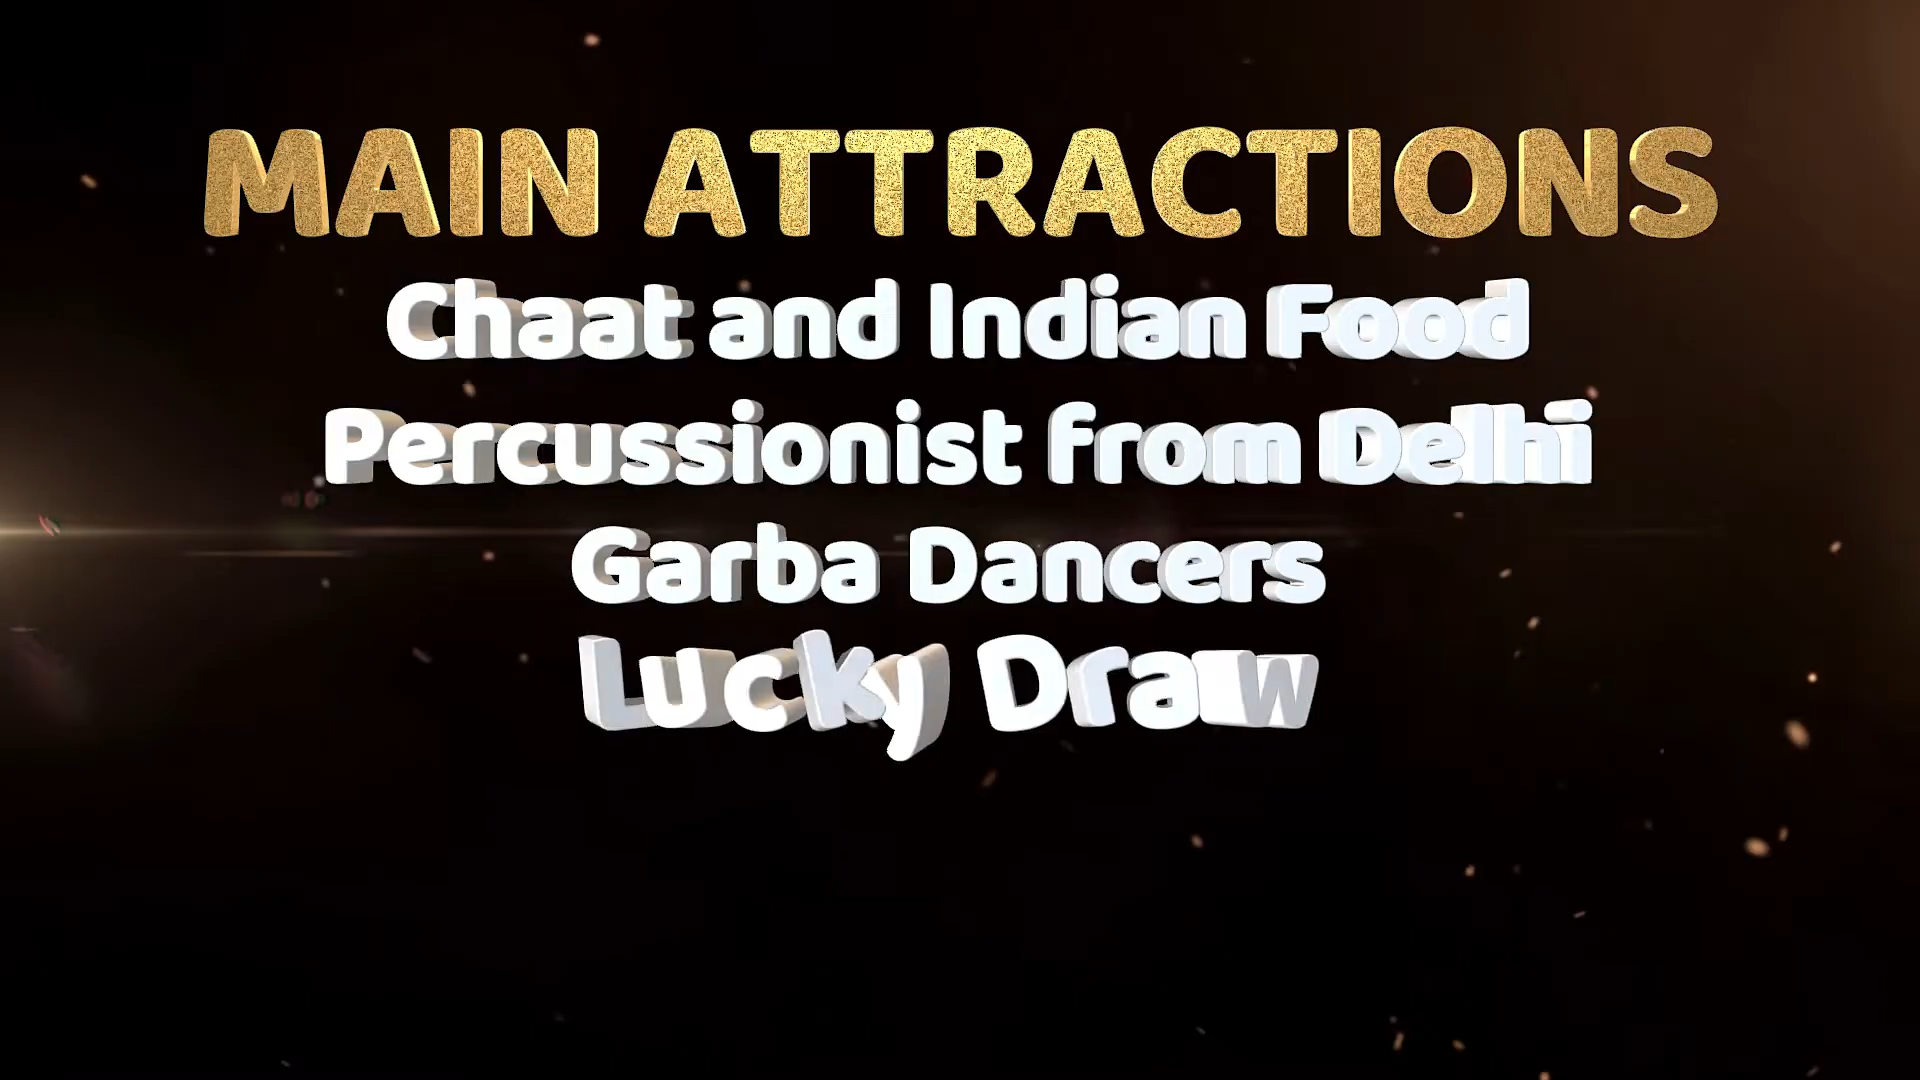 MAIN ATTRACTIONS
Chaat and Indian Food
Percussionist from Delhi
Garba Dancers
Lucky Draw